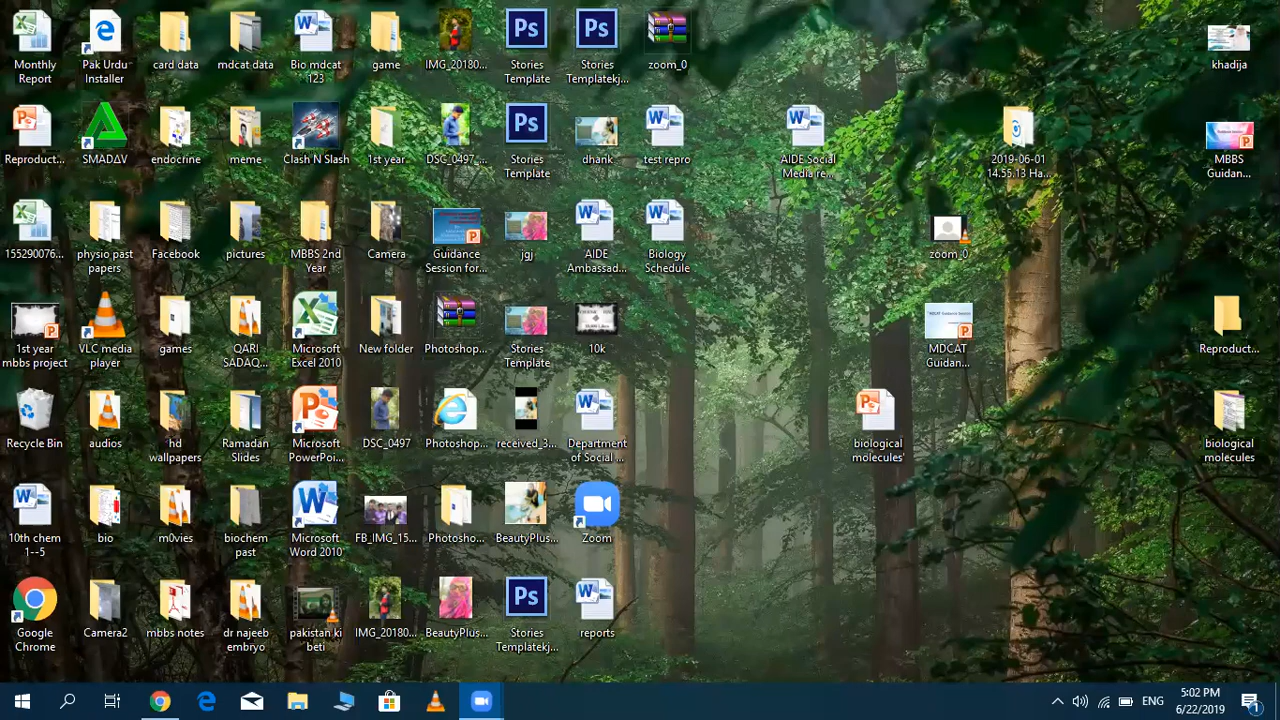 Monthly
Report
Pak Urdu
Installer
card data
mdcat data
Bio mdcat
123
game
IMG_20180...
Stories
Template
Stories
Templatekj...
zoom_0
khadija
Reproduct...
SMADAV
endocrine
meme
Clash N Slash
1st year
DSC_0497_...
Stories
Template
dhank
test repro
AIDE Social
Media re...
2019-06-01
14.55.13 Ha...
MBBS
Guidan...
155290076...
physio past
papers
Facebook
pictures
MBBS 2nd
Year
Camera
Guidance
Session for...
jgj
AIDE
Ambassad...
Biology
Schedule
zoom_0
1st year
mbbs project
VLC media
player
games
QARI
SADAQ...
Microsoft
Excel 2010
New folder
Photoshop...
Stories
Template
10k
MDCAT
Guidan...
Reproduct...
Recycle Bin
audios
hd
wallpapers
Ramadan
Slides
Microsoft
PowerPoi...
DSC_0497
Photoshop...
received_3...
Department
of Social ...
biological
molecules'
biological
molecules
10th chem
1--5
bio
m0vies
biochem
past
Microsoft
Word 2010
FB_IMG_15...
Photosho...
BeautyPlus...
Zoom
Google
Chrome
Camera2
mbbs notes
dr najeeb
embryo
pakistan ki
beti
IMG_20180...
BeautyPlus...
Stories
Templatekj...
reports
ENG
5:02 PM
6/22/2019